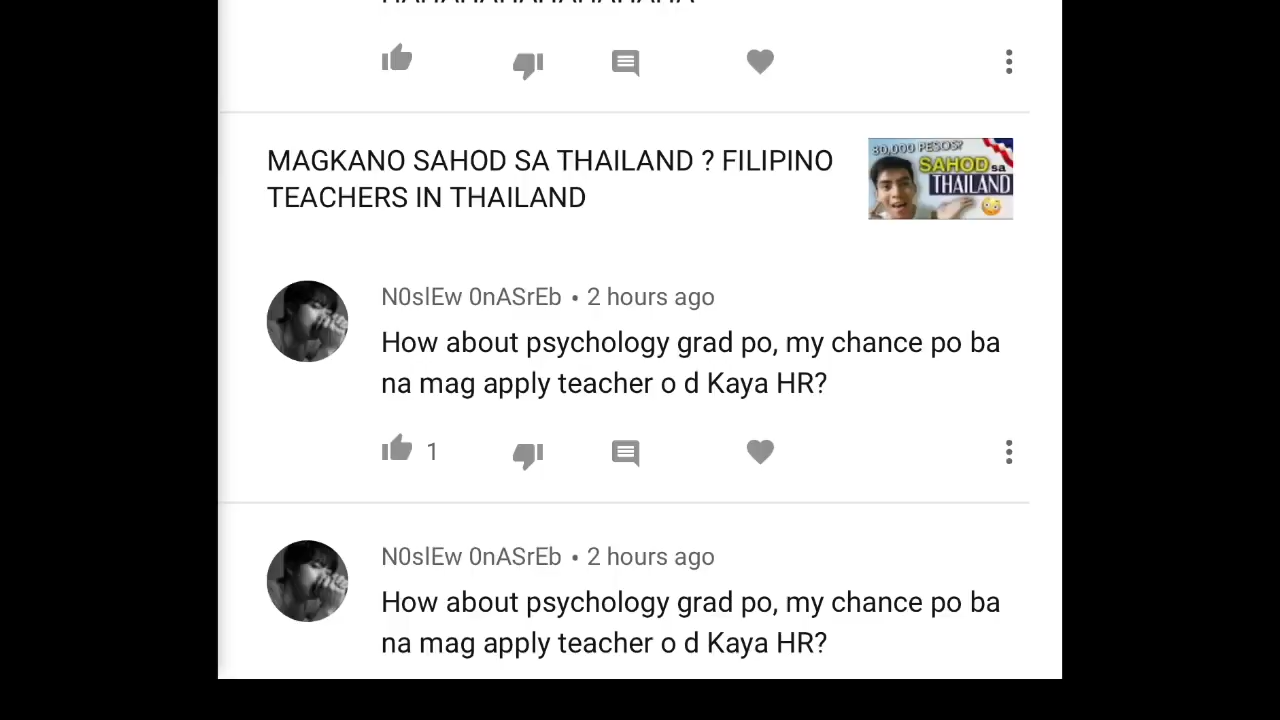 HAHAHAHAHAHAHAHA
MAGKANO SAHOD SA THAILAND ? FILIPINO
TEACHERS IN THAILAND
30,000 PESOS?
SAHOD sa
THAILAND
N0slEw 0nASrEb • 2 hours ago
How about psychology grad po, my chance po ba
na mag apply teacher o d Kaya HR?
1
N0slEw 0nASrEb • 2 hours ago
How about psychology grad po, my chance po ba
na mag apply teacher o d Kaya HR?